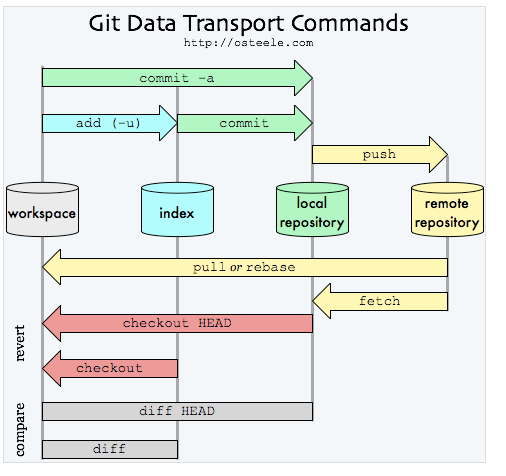 Git Data Transport Commands
http://osteele.com
commit -a
add (-u)
commit
push
workspace
index
local
repository
remote
repository
pull or rebase
fetch
revert
checkout HEAD
checkout
compare
diff HEAD
diff